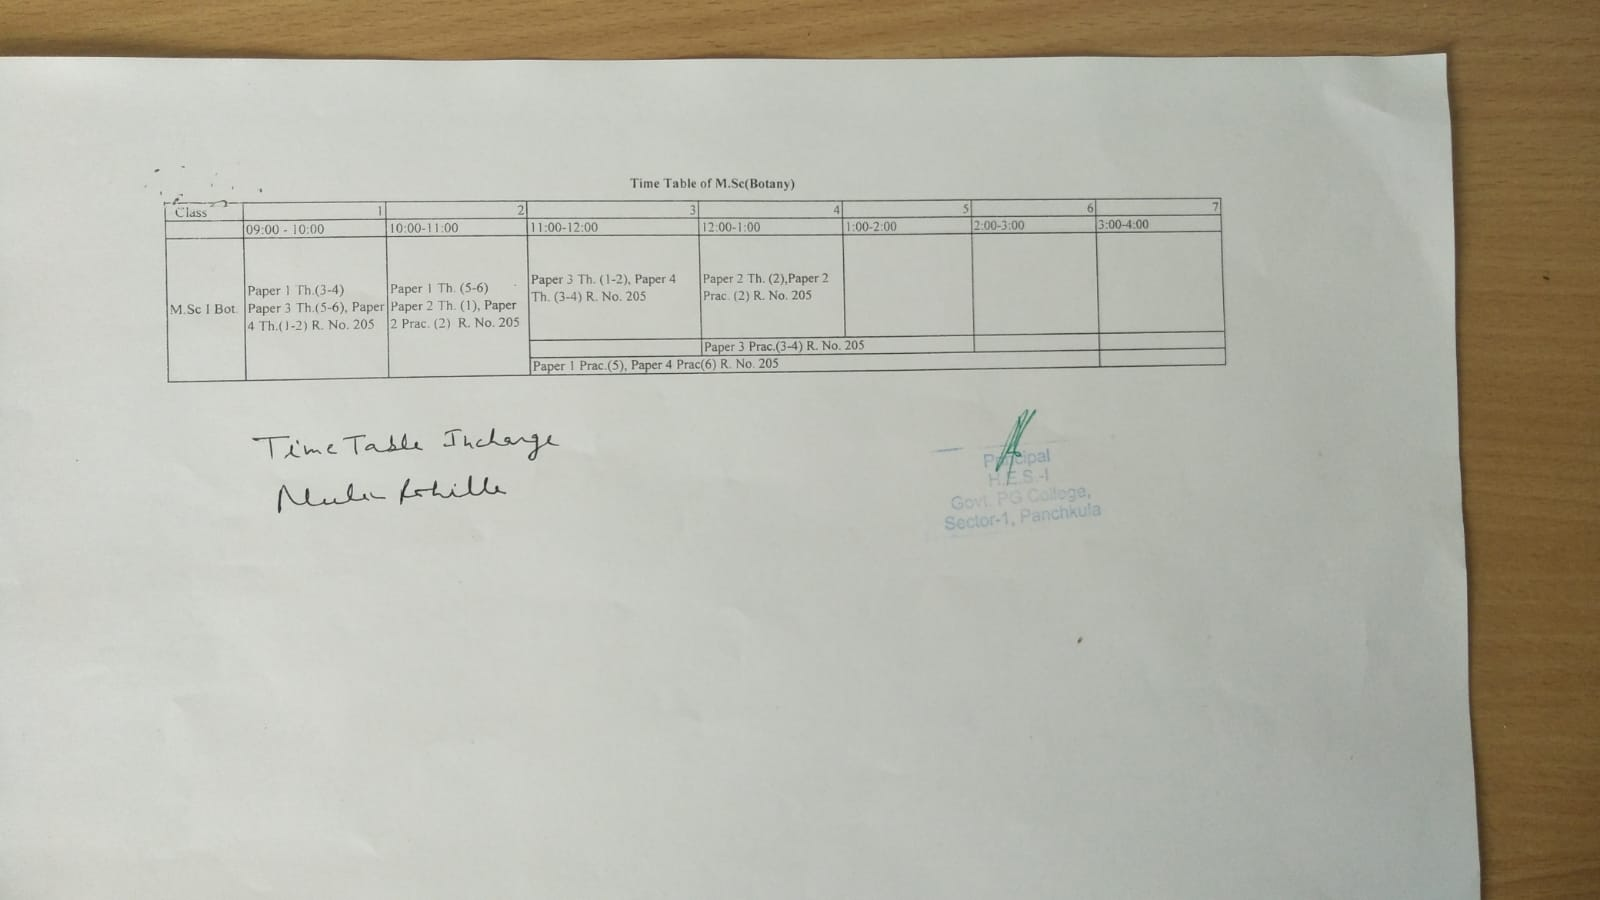 Time Table of M.Sc(Botany)
Class 1 2 3 4 5 6 7
09:00 - 10:00 10:00-11:00 11:00-12:00 12:00-1:00 1:00-2:00 2:00-3:00 3:00-4:00
M.Sc I Bot.
Paper 1 Th.(3-4)
Paper 3 Th.(5-6), Paper
4 Th.(1-2) R. No. 205
Paper 1 Th. (5-6)
Paper 2 Th. (1), Paper
2 Prac. (2) R. No. 205
Paper 3 Th. (1-2), Paper 4
Th. (3-4) R. No. 205
Paper 2 Th. (2),Paper 2
Prac. (2) R. No. 205
Paper 3 Prac.(3-4) R. No. 205
Paper 1 Prac.(5), Paper 4 Prac(6) R. No. 205
Time Table Incharge
Principal
H.E.S.-I
Govt. PG College,
Sector-1, Panchkula